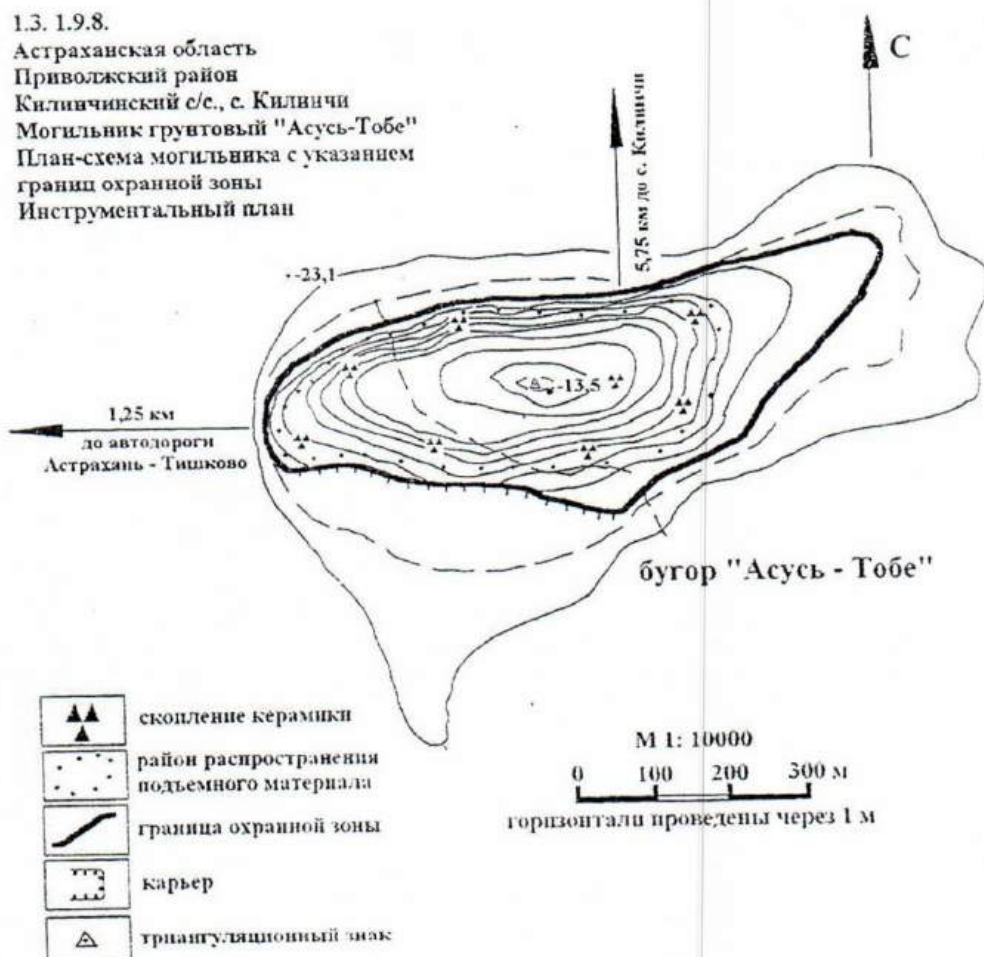 1.3. 1.9.8.
Астраханская область
Приволжский район
Килинчинский с/с., с. Килинчи
Могильник грунтовый "Асусь-Тобе"
План-схема могильника с указанием
границ охранной зоны
Инструментальный план
С
5,75 км до с. Килинчи
-23,1
-13,5
1,25 км
до автодороги
Астрахань - Тишково
бугор "Асусь - Тобе"
скопление керамики
район распространения
подъемного материала
граница охранной зоны
карьер
триангуляционный знак
М 1: 10000
0 100 200 300 м
горизонтали проведены через 1 м